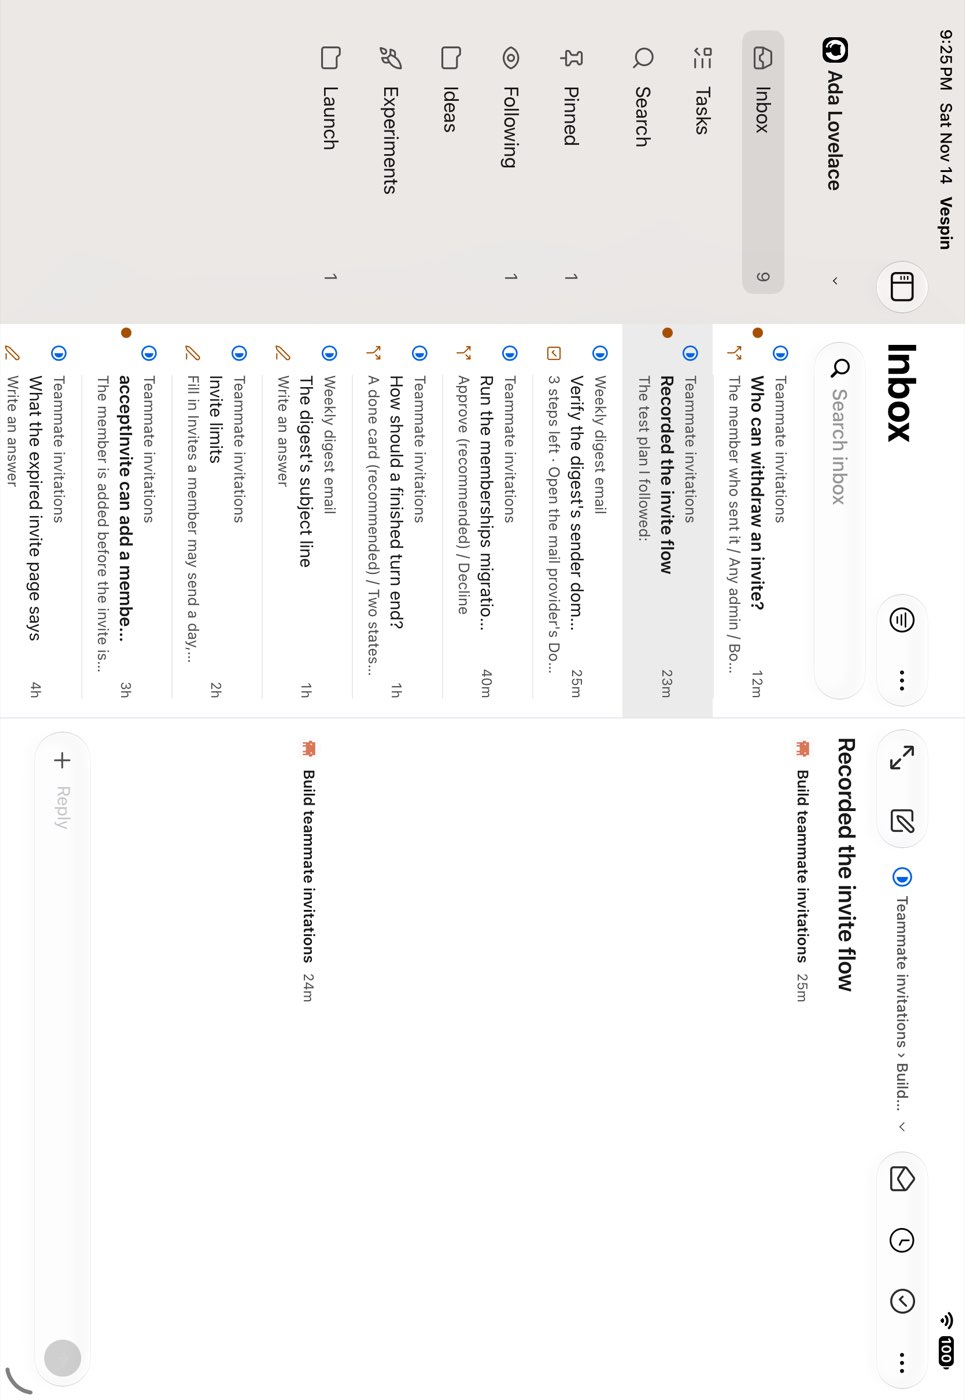 9:25 PM Sat Nov 14 Vespin
100
Ada Lovelace
Inbox 9
Tasks
Search
Pinned 1
Following 1
Ideas
Experiments
Launch 1
Inbox
Search inbox
Teammate invitations
Who can withdraw an invite? 12m
The member who sent it / Any admin / Bo...
Teammate invitations
Recorded the invite flow 23m
The test plan I followed:
Weekly digest email
Verify the digest's sender dom... 25m
3 steps left · Open the mail provider's Do...
Teammate invitations
Run the memberships migratio... 40m
Approve (recommended) / Decline
Teammate invitations
How should a finished turn end? 1h
A done card (recommended) / Two states...
Weekly digest email
The digest's subject line 1h
Write an answer
Teammate invitations
Invite limits 2h
Fill in Invites a member may send a day,...
Teammate invitations
acceptInvite can add a membe... 3h
The member is added before the invite is...
Teammate invitations
What the expired invite page says 4h
Write an answer
Teammate invitations › Build...
Recorded the invite flow
Build teammate invitations 25m
Build teammate invitations 24m
Reply